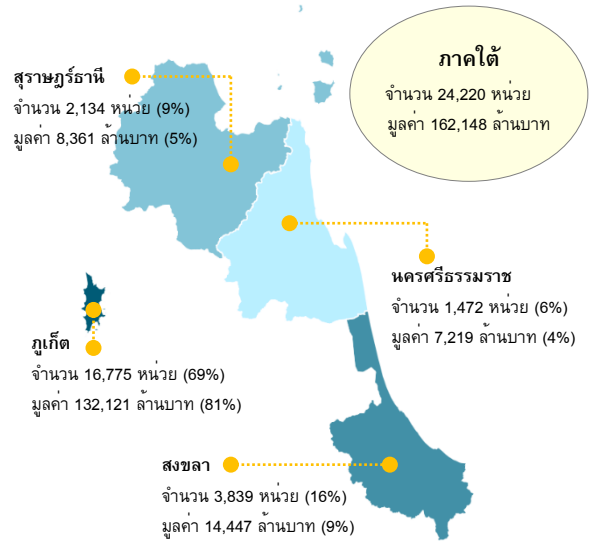 ภาคใต้
จำนวน 24,220 หน่วย
มูลค่า 162,148 ล้านบาท
สุราษฎร์ธานี
จำนวน 2,134 หน่วย (9%)
มูลค่า 8,361 ล้านบาท (5%)
นครศรีธรรมราช
จำนวน 1,472 หน่วย (6%)
มูลค่า 7,219 ล้านบาท (4%)
ภูเก็ต
จำนวน 16,775 หน่วย (69%)
มูลค่า 132,121 ล้านบาท (81%)
สงขลา
จำนวน 3,839 หน่วย (16%)
มูลค่า 14,447 ล้านบาท (9%)